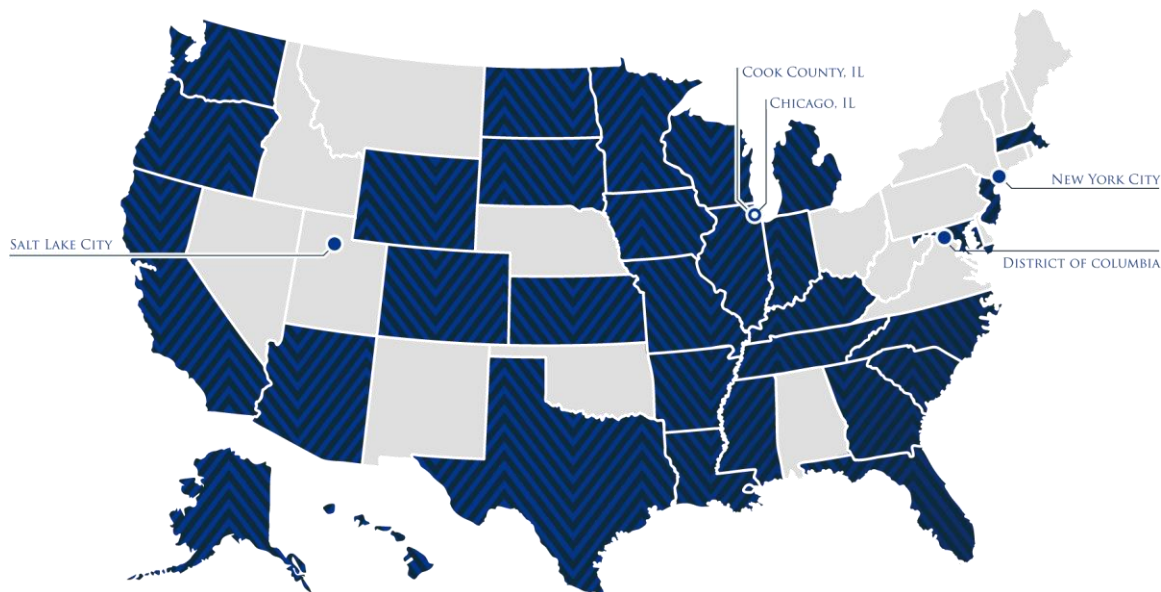 Cook County, IL
Chicago, IL
New York City
Salt Lake City
District of columbia